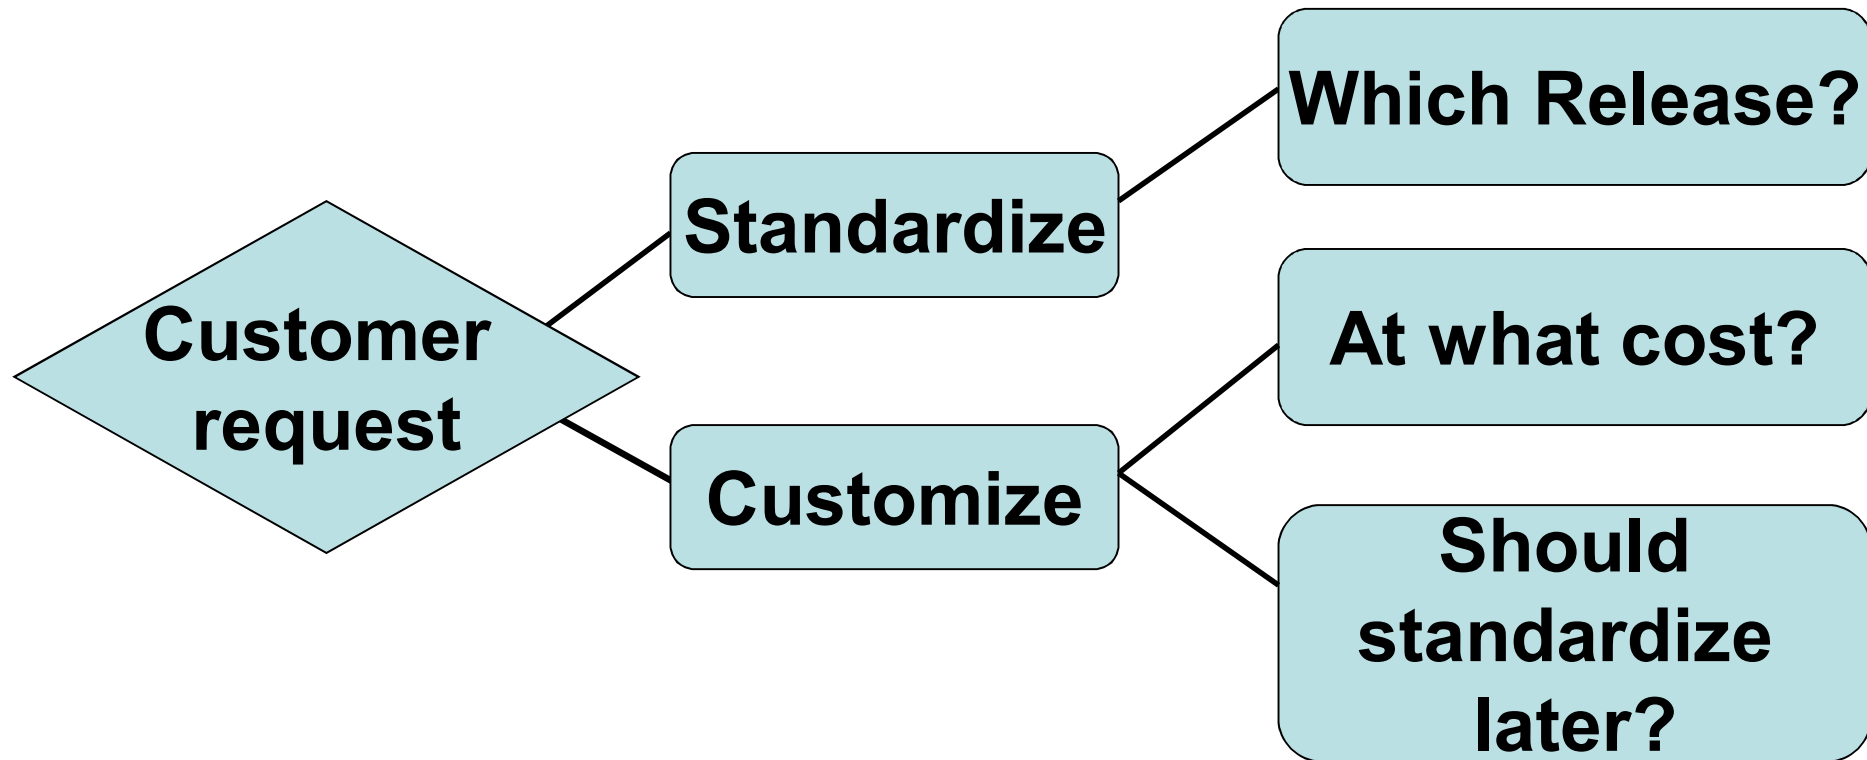 Customer
request
Standardize
Customize
Which Release?
At what cost?
Should
standardize
later?